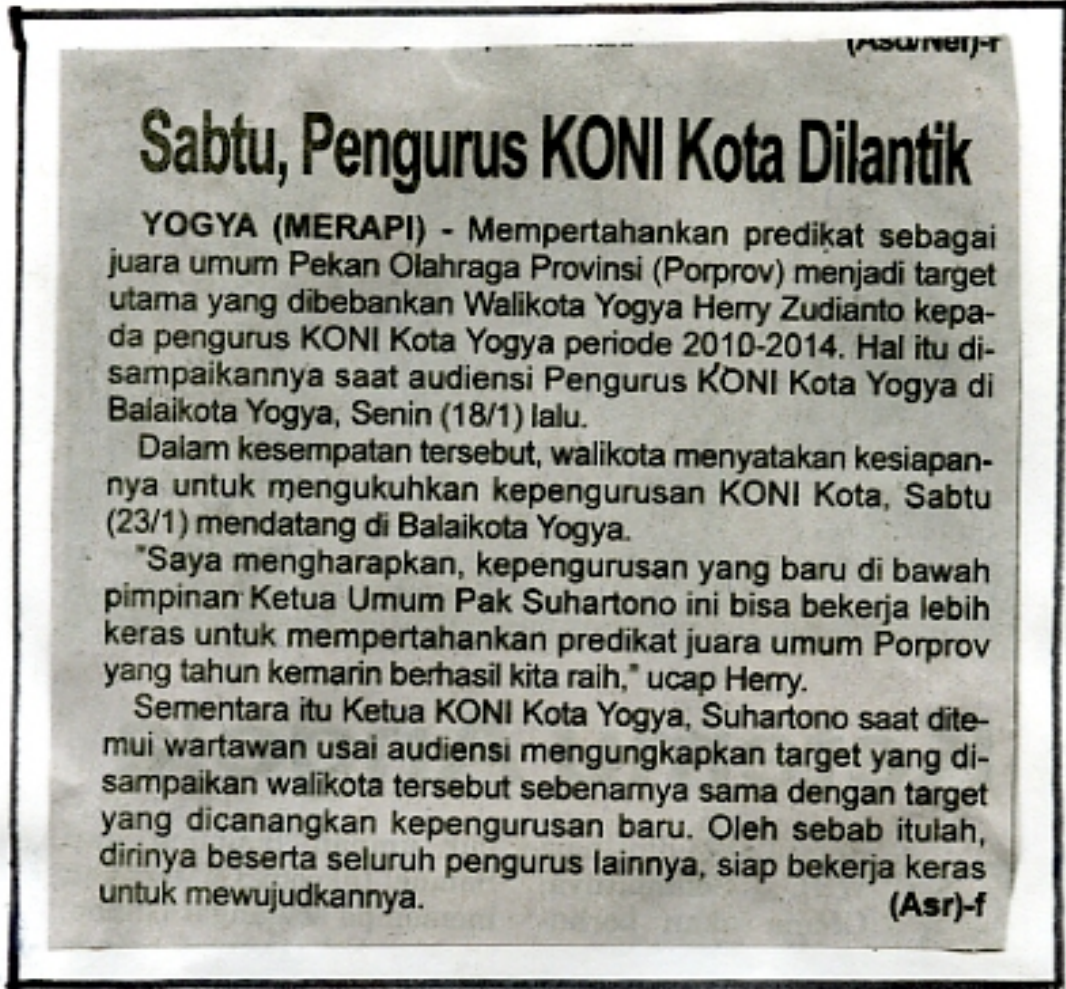 (Asd/Ner)-f
Sabtu, Pengurus KONI Kota Dilantik
YOGYA (MERAPI) - Mempertahankan predikat sebagai
juara umum Pekan Olahraga Provinsi (Porprov) menjadi target
utama yang dibebankan Walikota Yogya Herry Zudianto kepa-
da pengurus KONI Kota Yogya periode 2010-2014. Hal itu di-
sampaikannya saat audiensi Pengurus KONI Kota Yogya di
Balaikota Yogya, Senin (18/1) lalu.
Dalam kesempatan tersebut, walikota menyatakan kesiapan-
nya untuk mengukuhkan kepengurusan KONI Kota, Sabtu
(23/1) mendatang di Balaikota Yogya.
"Saya mengharapkan, kepengurusan yang baru di bawah
pimpinan Ketua Umum Pak Suhartono ini bisa bekerja lebih
keras untuk mempertahankan predikat juara umum Porprov
yang tahun kemarin berhasil kita raih," ucap Herry.
Sementara itu Ketua KONI Kota Yogya, Suhartono saat dite-
mui wartawan usai audiensi mengungkapkan target yang di-
sampaikan walikota tersebut sebenarnya sama dengan target
yang dicanangkan kepengurusan baru. Oleh sebab itulah,
dirinya beserta seluruh pengurus lainnya, siap bekerja keras
untuk mewujudkannya. (Asr)-f